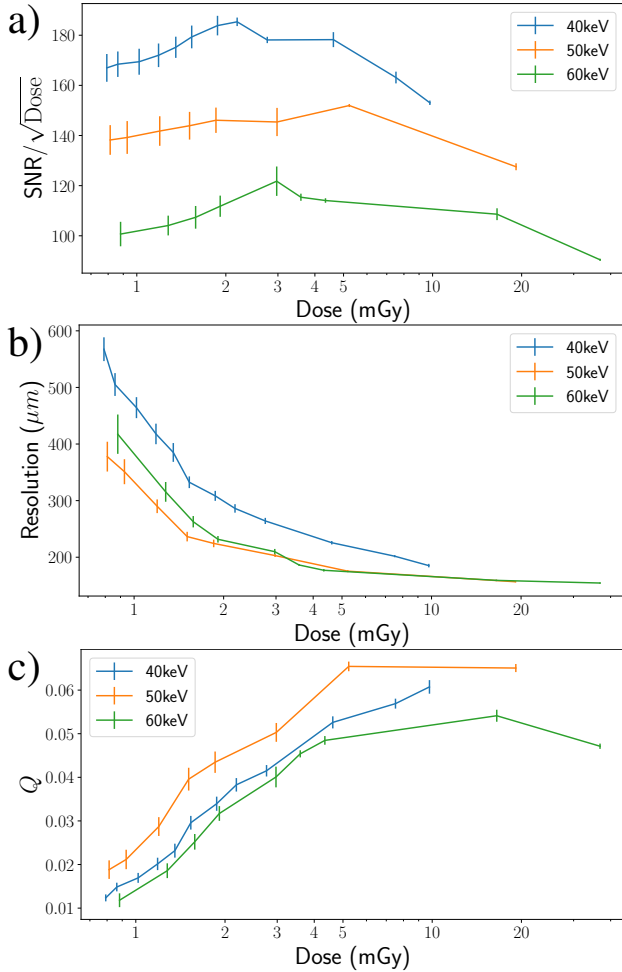 a)
SNR/√Dose
180
160
140
120
100
40keV
50keV
60keV
1 2 3 4 5 10 20
Dose (mGy)
b)
Resolution (μm)
600
500
400
300
200
40keV
50keV
60keV
1 2 3 4 5 10 20
Dose (mGy)
c)
Q
0.06
0.05
0.04
0.03
0.02
0.01
40keV
50keV
60keV
1 2 3 4 5 10 20
Dose (mGy)